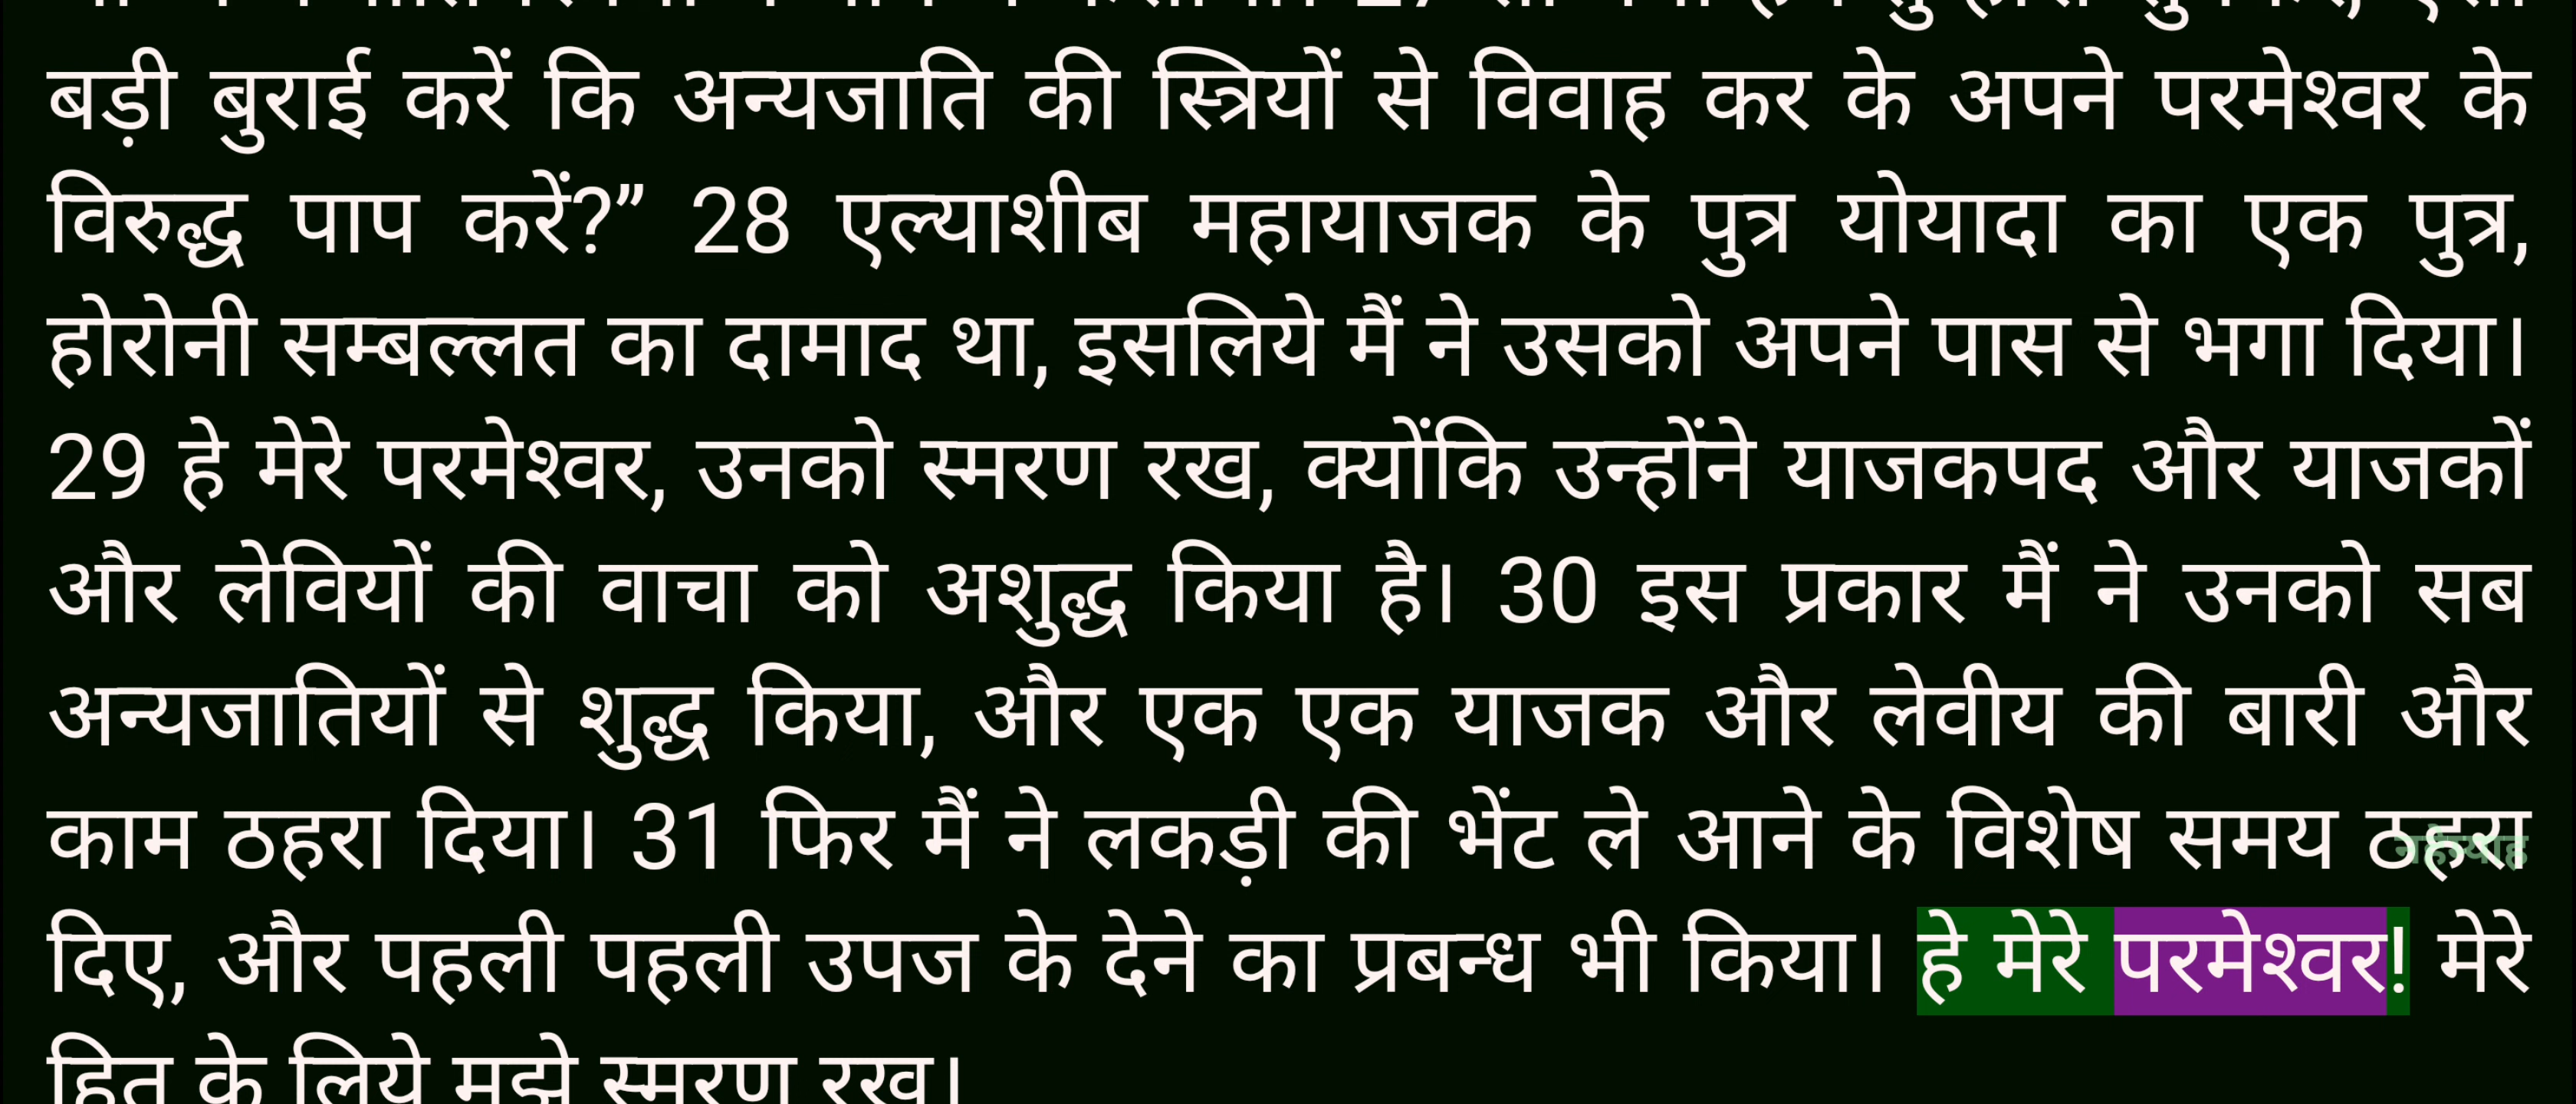 बड़ी बुराई करें कि अन्यजाति की स्त्रियों से विवाह कर के अपने परमेश्वर के
विरुद्ध पाप करें?” 28 एल्याशीब महायाजक के पुत्र योयादा का एक पुत्र,
होरोनी सम्बल्लत का दामाद था, इसलिये मैं ने उसको अपने पास से भगा दिया।
29 हे मेरे परमेश्वर, उनको स्मरण रख, क्योंकि उन्होंने याजकपद और याजकों
और लेवियों की वाचा को अशुद्ध किया है। 30 इस प्रकार मैं ने उनको सब
अन्यजातियों से शुद्ध किया, और एक एक याजक और लेवीय की बारी और
काम ठहरा दिया। 31 फिर मैं ने लकड़ी की भेंट ले आने के विशेष समय ठहरा
नहेम्याह
दिए, और पहली पहली उपज के देने का प्रबन्ध भी किया। हे मेरे परमेश्वर! मेरे
हित के लिये मुझे स्मरण रख।